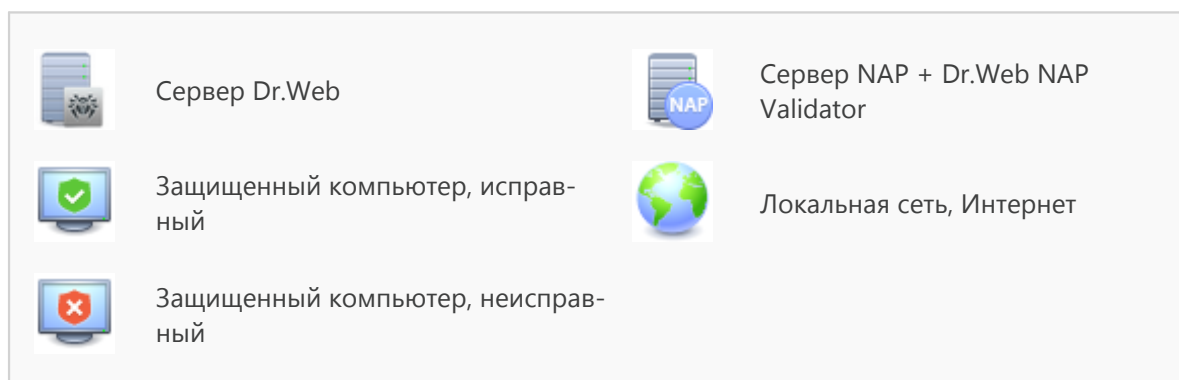 Сервер Dr.Web
NAP
Сервер NAP + Dr.Web NAP
Validator
Защищенный компьютер, исправ-
ный
Локальная сеть, Интернет
Защищенный компьютер, неисправ-
ный